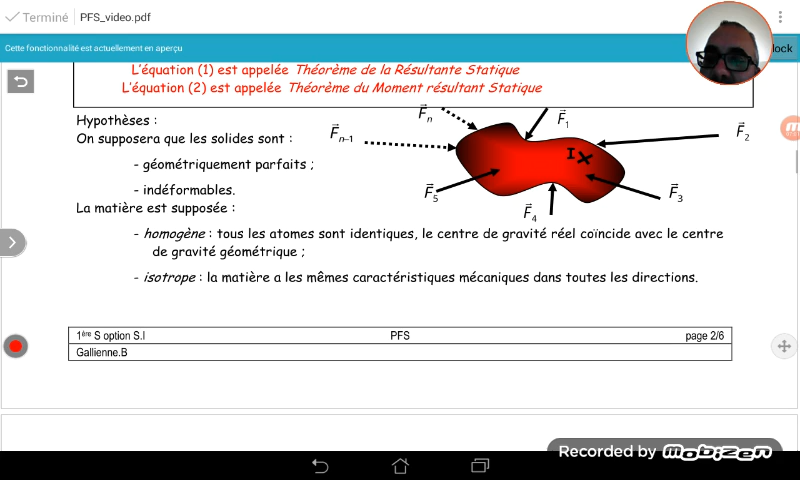 Terminé PFS_video.pdf
Cette fonctionnalité est actuellement en aperçu
lock
L'équation (1) est appelée Théorème de la Résultante Statique
L'équation (2) est appelée Théorème du Moment résultant Statique
Hypothèses :
On supposera que les solides sont :
- géométriquement parfaits ;
- indéformables.
La matière est supposée :
F⃗n
F⃗1
F⃗n–1
F⃗2
I
F⃗5
F⃗4
F⃗3
- homogène : tous les atomes sont identiques, le centre de gravité réel coïncide avec le centre
de gravité géométrique ;
- isotrope : la matière a les mêmes caractéristiques mécaniques dans toutes les directions.
1ère S option S.I PFS page 2/6
Gallienne.B
Recorded by mobizen